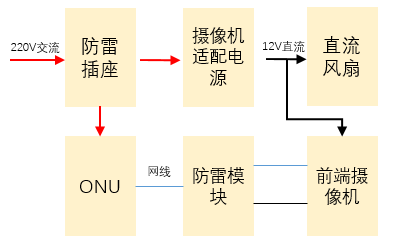 220V交流
防雷
插座
摄像机
适配电
源
12V直流
直流
风扇
ONU
网线
防雷模
块
前端摄
像机